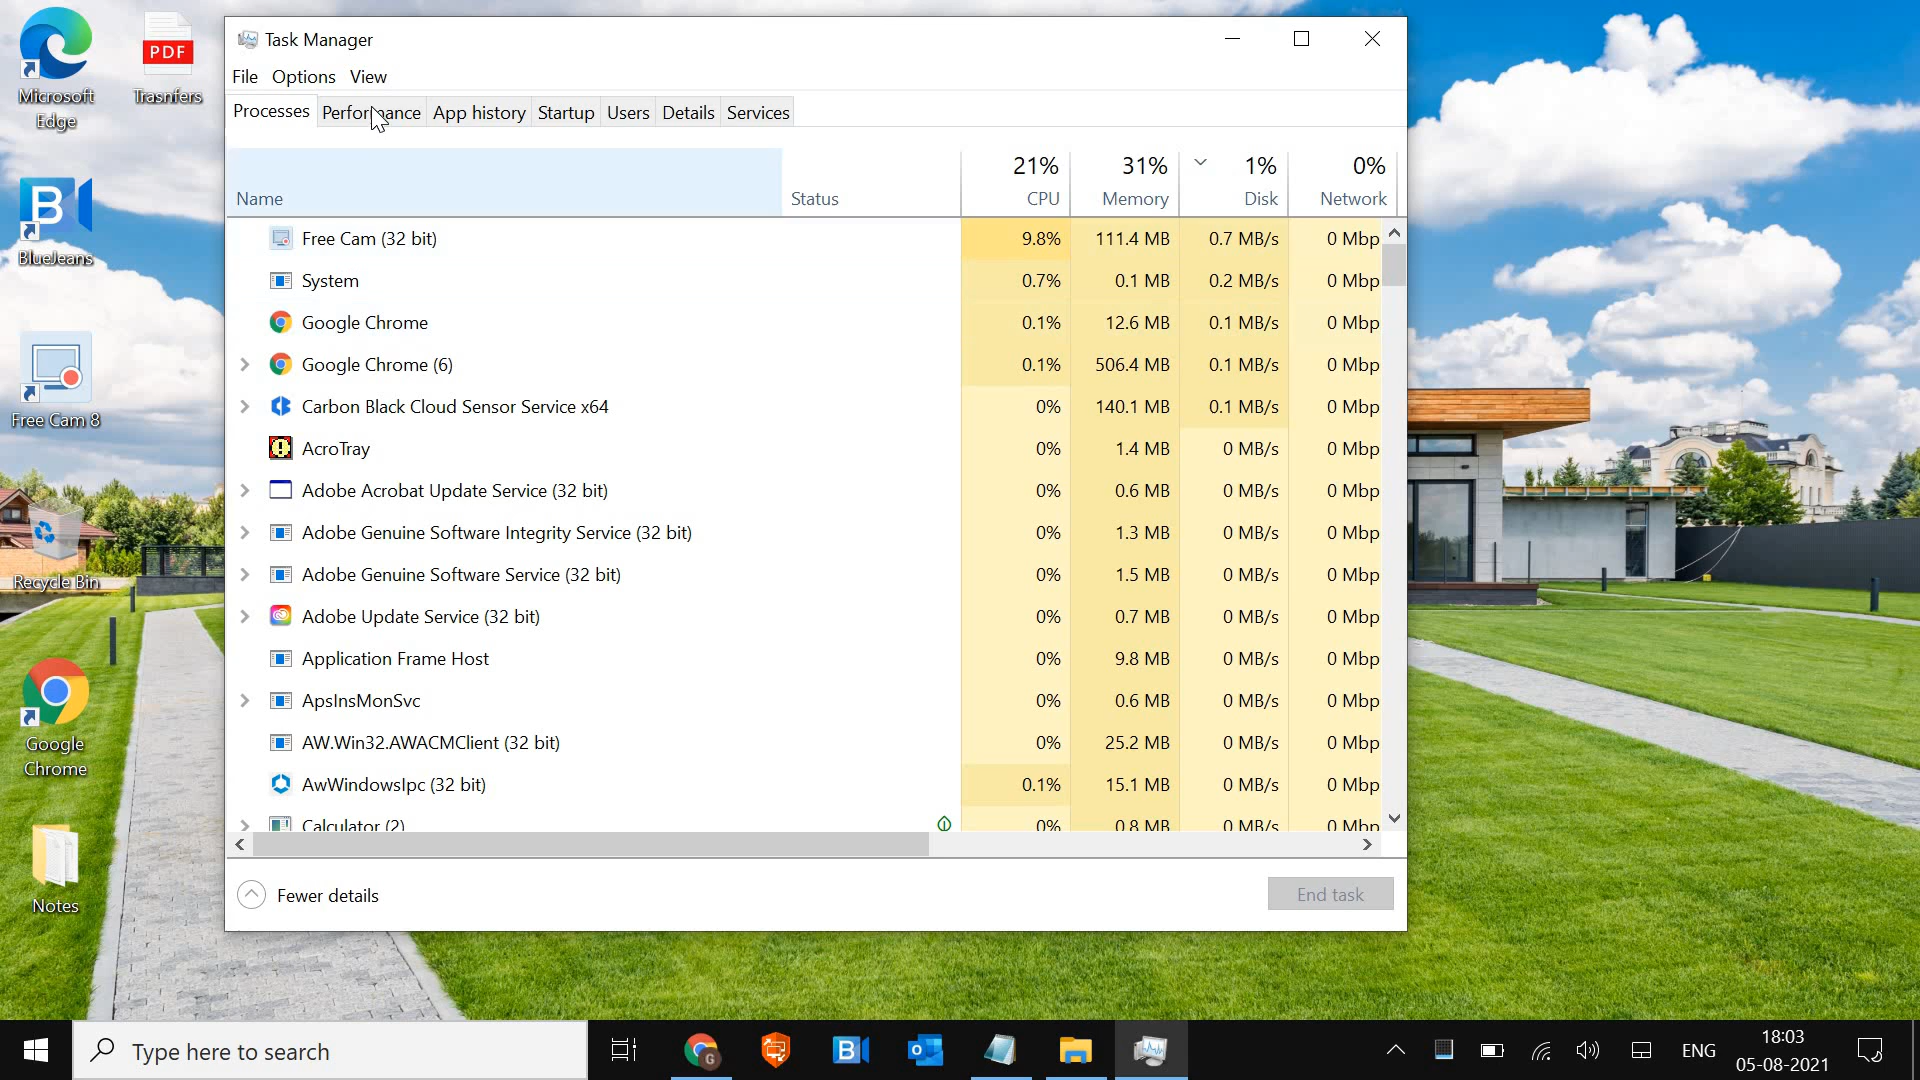 Microsoft
Edge
PDF
Trasnfers
BlueJeans
Free Cam 8
Recycle Bin
Google
Chrome
Notes
Task Manager
File Options View
Processes Performance App history Startup Users Details Services
21% 31% 1% 0%
Name Status CPU Memory Disk Network
Free Cam (32 bit) 9.8% 111.4 MB 0.7 MB/s 0 Mbp
System 0.7% 0.1 MB 0.2 MB/s 0 Mbp
Google Chrome 0.1% 12.6 MB 0.1 MB/s 0 Mbp
Google Chrome (6) 0.1% 506.4 MB 0.1 MB/s 0 Mbp
Carbon Black Cloud Sensor Service x64 0% 140.1 MB 0.1 MB/s 0 Mbp
AcroTray 0% 1.4 MB 0 MB/s 0 Mbp
Adobe Acrobat Update Service (32 bit) 0% 0.6 MB 0 MB/s 0 Mbp
Adobe Genuine Software Integrity Service (32 bit) 0% 1.3 MB 0 MB/s 0 Mbp
Adobe Genuine Software Service (32 bit) 0% 1.5 MB 0 MB/s 0 Mbp
Adobe Update Service (32 bit) 0% 0.7 MB 0 MB/s 0 Mbp
Application Frame Host 0% 9.8 MB 0 MB/s 0 Mbp
ApsInsMonSvc 0% 0.6 MB 0 MB/s 0 Mbp
AW.Win32.AWACMClient (32 bit) 0% 25.2 MB 0 MB/s 0 Mbp
AwWindowsIpc (32 bit) 0.1% 15.1 MB 0 MB/s 0 Mbp
Calculator (2) 0% 0.8 MB 0 MB/s 0 Mbp
Fewer details End task
Type here to search
ENG
18:03
05-08-2021